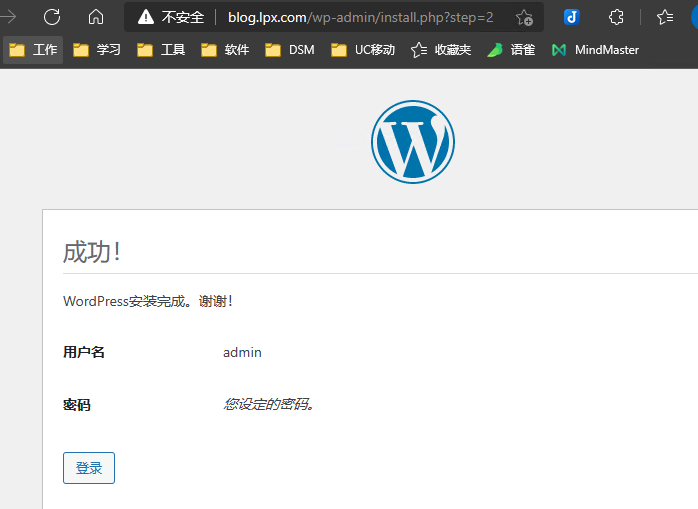 不安全 blog.lpx.com/wp-admin/install.php?step=2
工作 学习 工具 软件 DSM UC移动 收藏夹 语雀 MindMaster
成功!
WordPress安装完成。谢谢!
用户名 admin
密码 您设定的密码。
登录